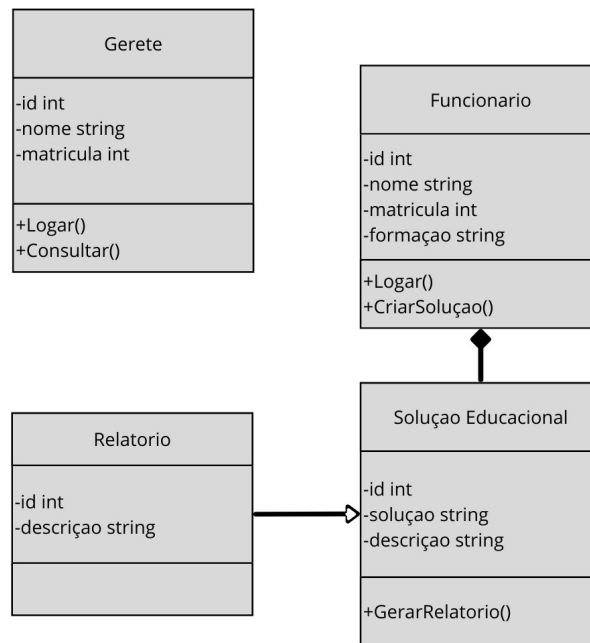 Gerete
-id int
-nome string
-matricula int
+Logar()
+Consultar()
Funcionario
-id int
-nome string
-matricula int
-formaçao string
+Logar()
+CriarSoluçao()
Relatorio
-id int
-descriçao string
Soluçao Educacional
-id int
-soluçao string
-descriçao string
+GerarRelatorio()